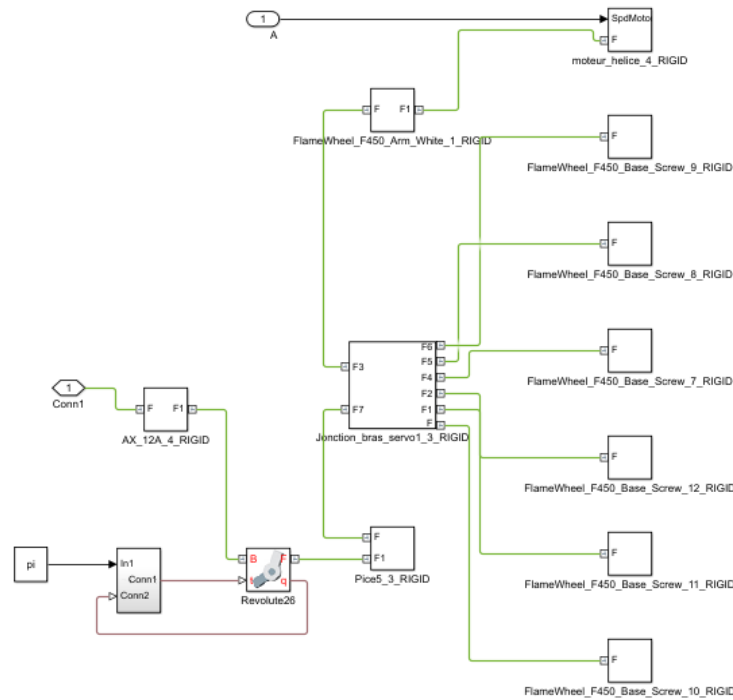 1
A
SpdMoto
F
moteur_helice_4_RIGID
F
F1
FlameWheel_F450_Arm_White_1_RIGID
F
FlameWheel_F450_Base_Screw_9_RIGID
F
FlameWheel_F450_Base_Screw_8_RIGID
F3
F7
F6
F5
F4
F2
F1
F
Jonction_bras_servo1_3_RIGID
F
FlameWheel_F450_Base_Screw_7_RIGID
1
Conn1
F
F1
AX_12A_4_RIGID
F
FlameWheel_F450_Base_Screw_12_RIGID
pi
In1
Conn1
Conn2
B
F
q
Revolute26
F
F1
Pice5_3_RIGID
F
FlameWheel_F450_Base_Screw_11_RIGID
F
FlameWheel_F450_Base_Screw_10_RIGID